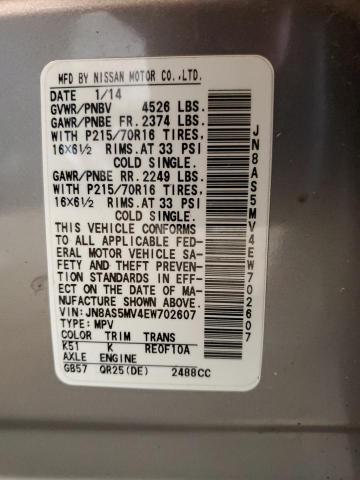 MFD BY NISSAN MOTOR CO.,LTD.
DATE 1/14
GVWR/PNBV 4526 LBS.
GAWR/PNBE FR. 2374 LBS.
WITH P215/70R16 TIRES,
16X6½ RIMS.AT 33 PSI
COLD SINGLE.
GAWR/PNBE RR. 2249 LBS.
WITH P215/70R16 TIRES,
16X6½ RIMS.AT 33 PSI
COLD SINGLE.
THIS VEHICLE CONFORMS
TO ALL APPLICABLE FED-
ERAL MOTOR VEHICLE SA-
FETY AND THEFT PREVEN-
TION STANDARDS IN EFF-
ECT ON THE DATE OF MA-
NUFACTURE SHOWN ABOVE.
VIN:JN8AS5MV4EW702607
TYPE:MPV
COLOR TRIM TRANS
K51 K RE0F10A
AXLE ENGINE
GB57 QR25(DE) 2488CC
JN8AS5MV4EW702607